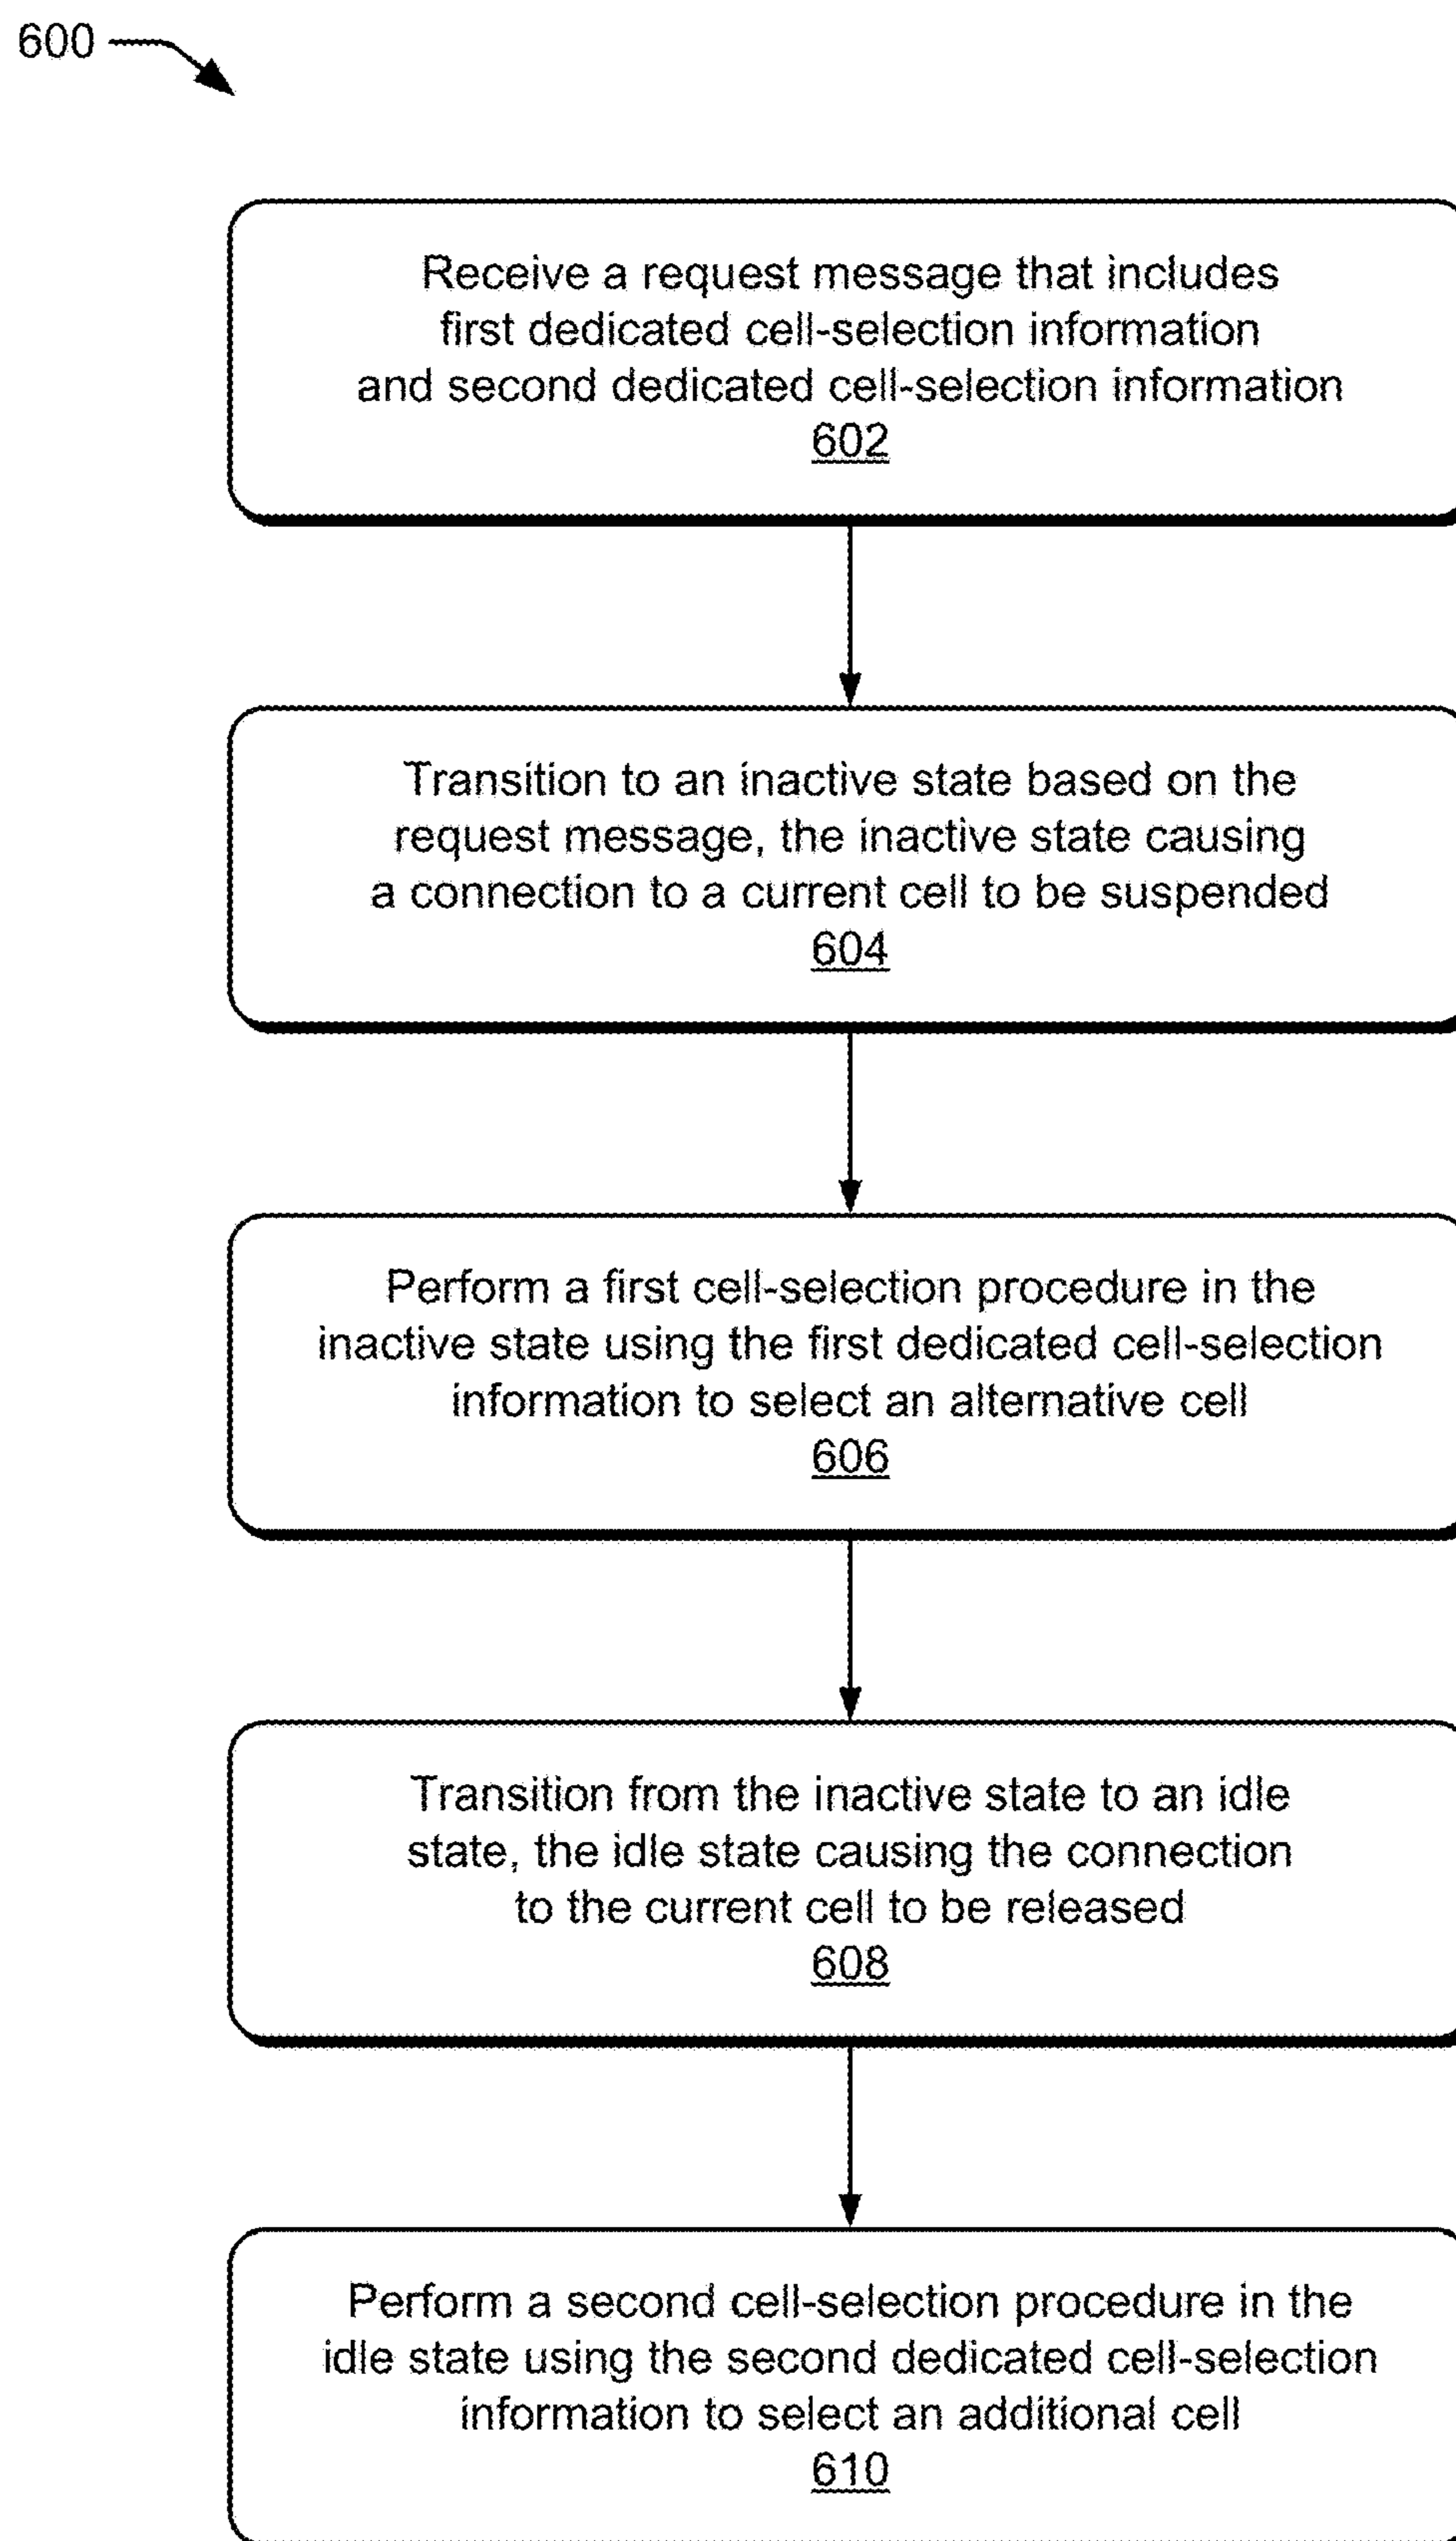 600
Receive a request message that includes
first dedicated cell-selection information
and second dedicated cell-selection information
602
Transition to an inactive state based on the
request message, the inactive state causing
a connection to a current cell to be suspended
604
Perform a first cell-selection procedure in the
inactive state using the first dedicated cell-selection
information to select an alternative cell
606
Transition from the inactive state to an idle
state, the idle state causing the connection
to the current cell to be released
608
Perform a second cell-selection procedure in the
idle state using the second dedicated cell-selection
information to select an additional cell
610